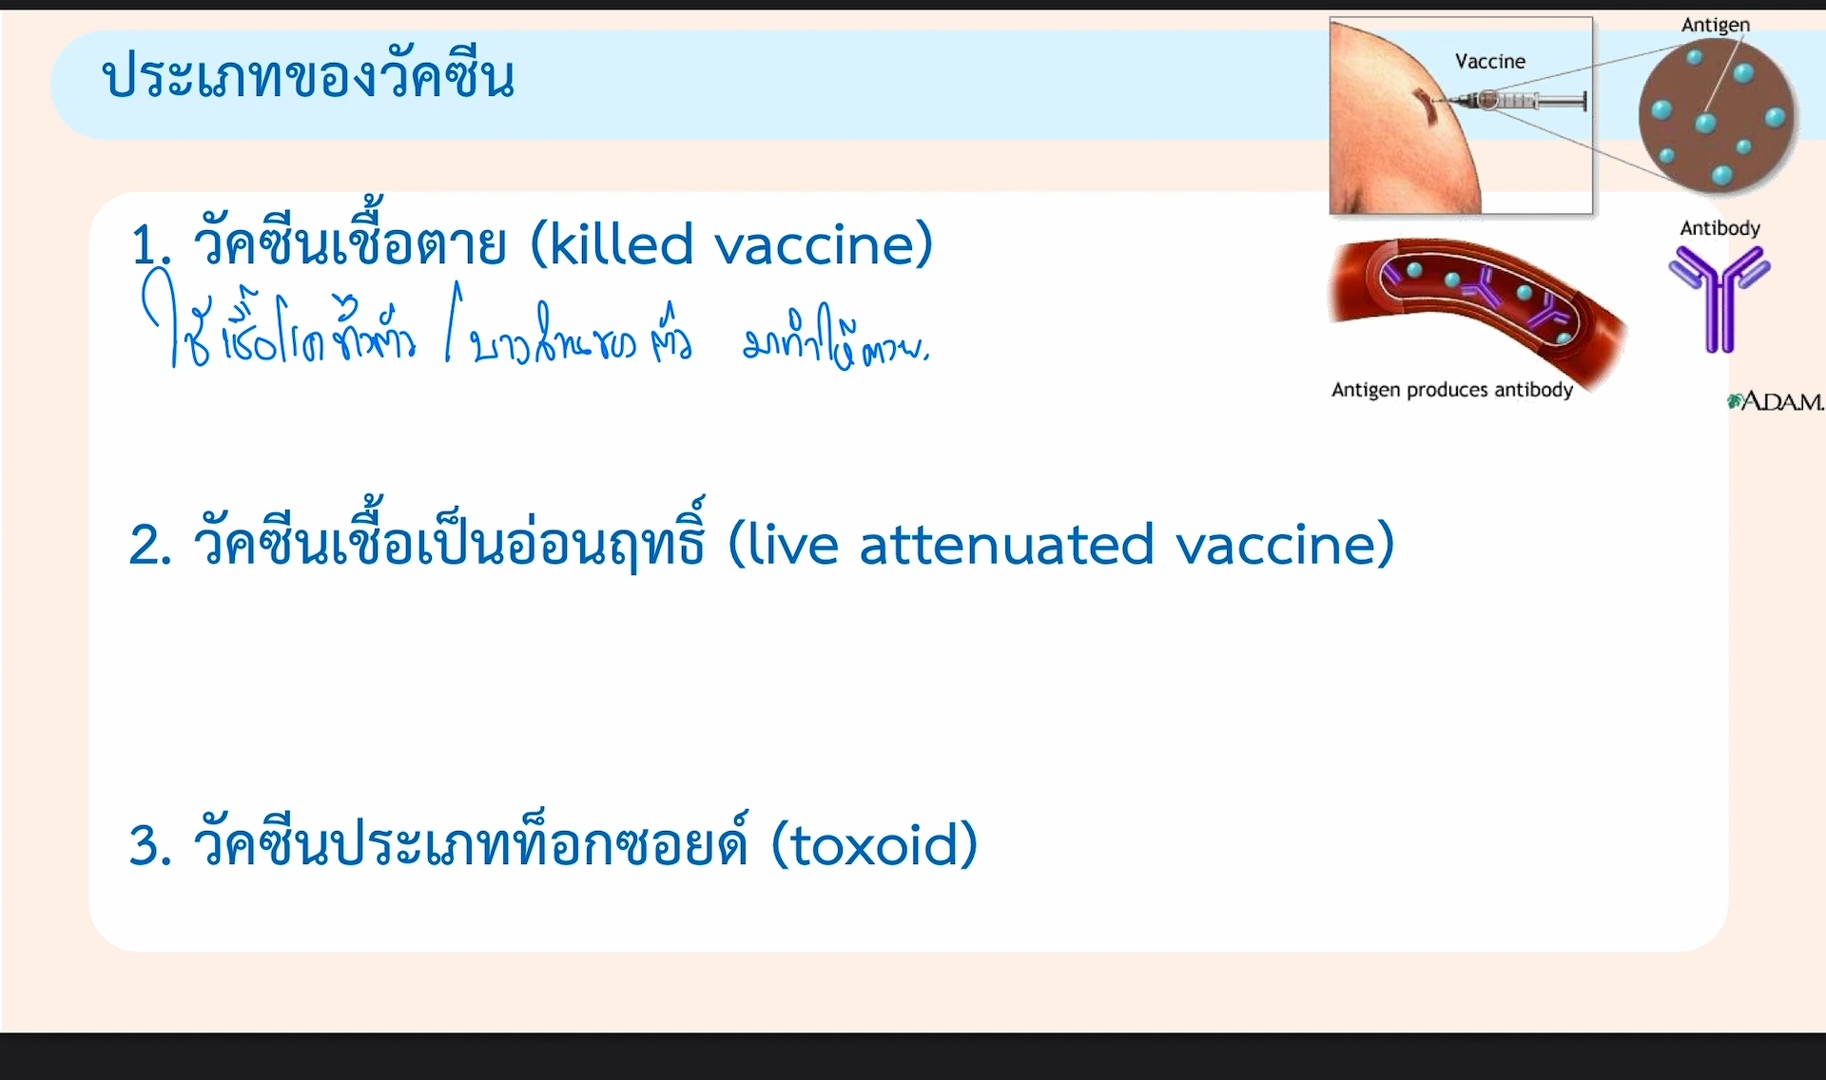 ประเภทของวัคซีน
Vaccine
Antigen
1. วัคซีนเชื้อตาย (killed vaccine)
ใช้เชื้อโรคทั้งตัว / บางส่วนของตัว มาทำให้ตาย.
Antibody
Antigen produces antibody
A.D.A.M.
2. วัคซีนเชื้อเป็นอ่อนฤทธิ์ (live attenuated vaccine)
3. วัคซีนประเภทท็อกซอยด์ (toxoid)